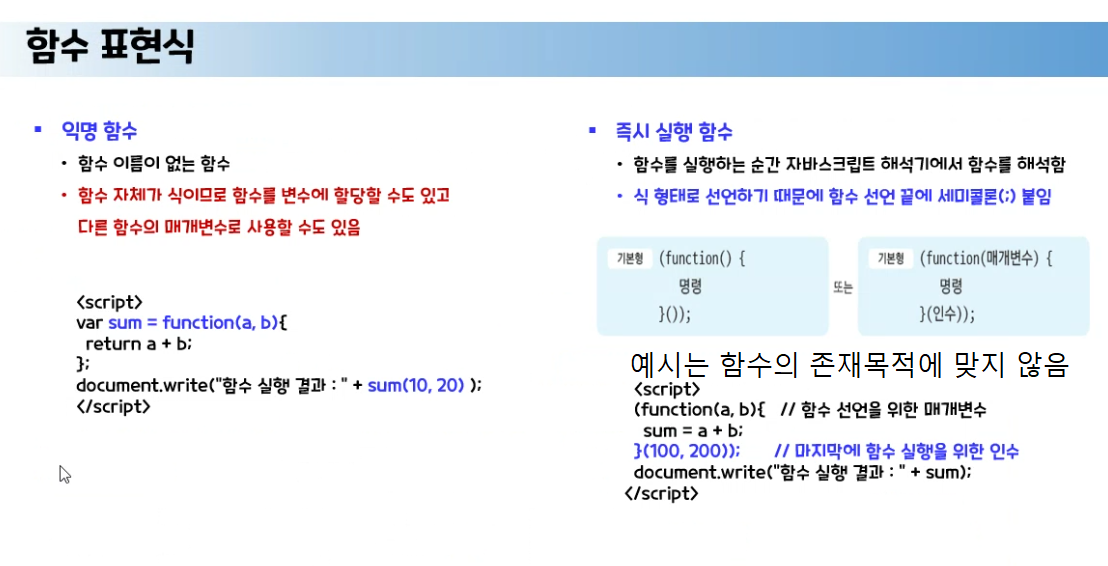 함수 표현식
▪ 익명 함수
• 함수 이름이 없는 함수
• 함수 자체가 식이므로 함수를 변수에 할당할 수도 있고
다른 함수의 매개변수로 사용할 수도 있음
<script>
var sum = function(a, b){
return a + b;
};
document.write("함수 실행 결과 : " + sum(10, 20) );
</script>
▪ 즉시 실행 함수
• 함수를 실행하는 순간 자바스크립트 해석기에서 함수를 해석함
• 식 형태로 선언하기 때문에 함수 선언 끝에 세미콜론(;) 붙임
기본형 (function() {
명령
}());
또는
기본형 (function(매개변수) {
명령
}(인수));
예시는 함수의 존재목적에 맞지 않음
<script>
(function(a, b){ // 함수 선언을 위한 매개변수
sum = a + b;
}(100, 200)); // 마지막에 함수 실행을 위한 인수
document.write("함수 실행 결과 : " + sum);
</script>